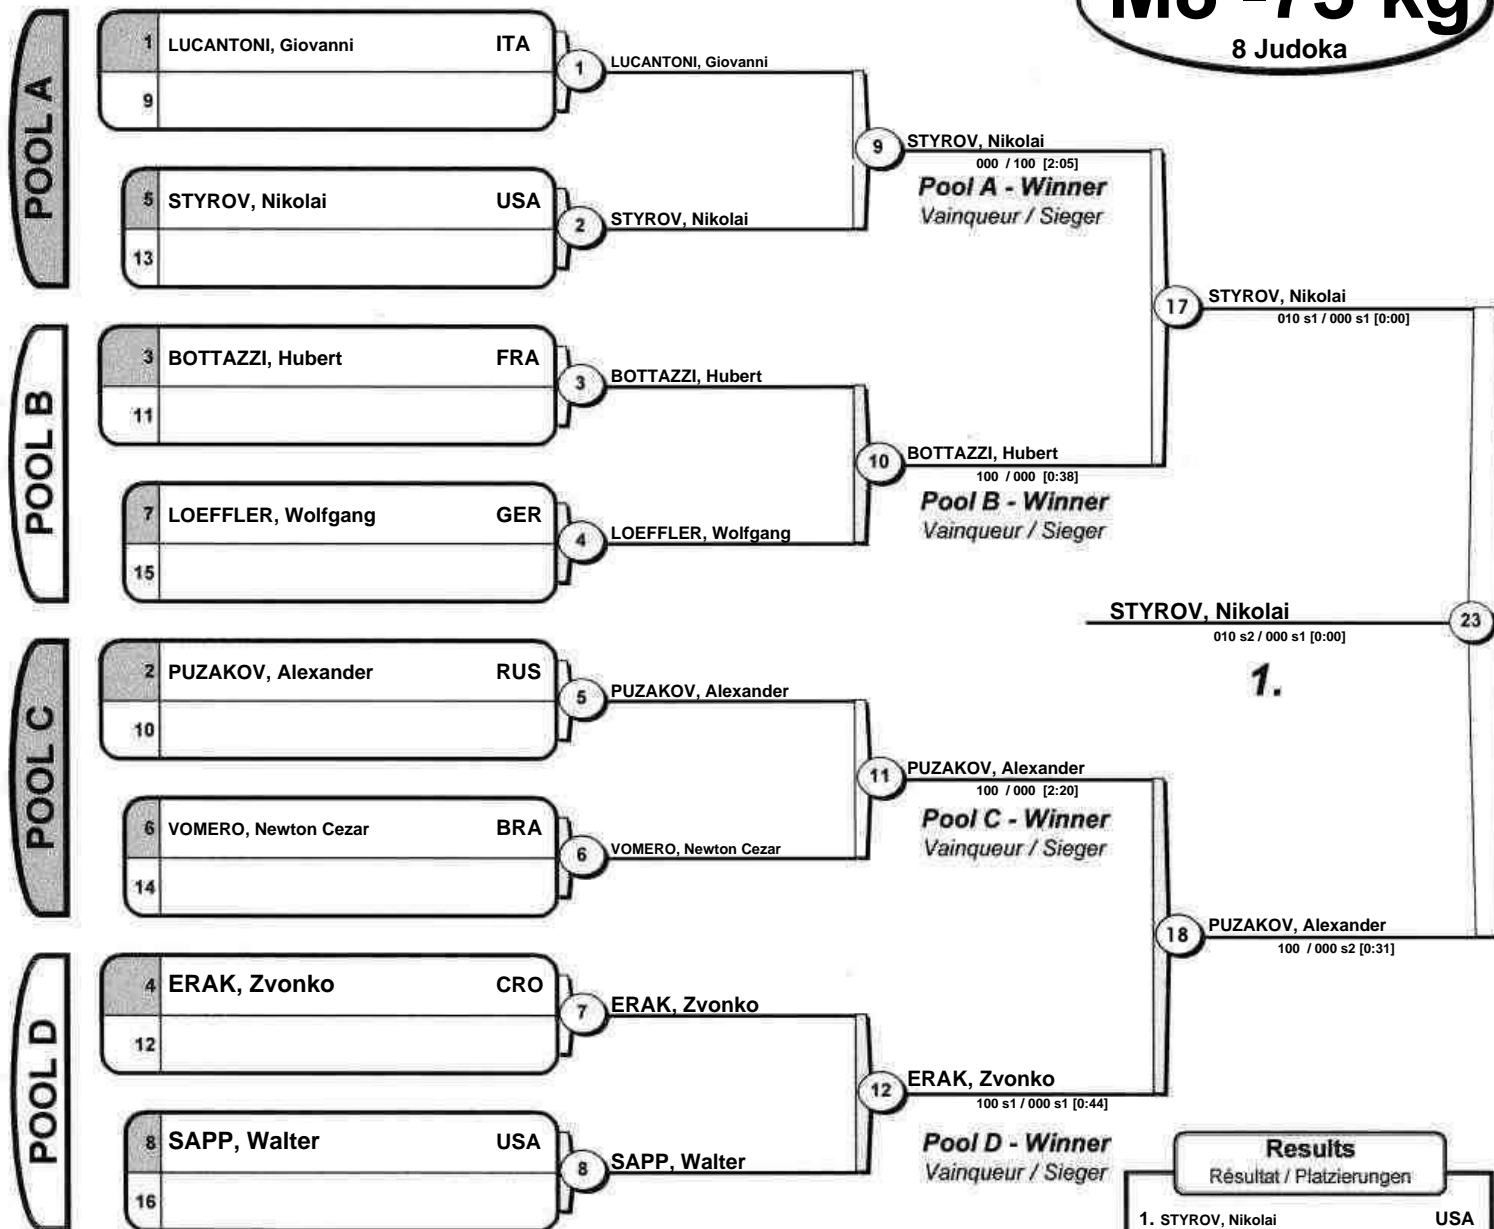 M6 -73 kg
8 Judoka
POOL A
1 LUCANTONI, Giovanni ITA
9
5 STYROV, Nikolai USA
13
1 LUCANTONI, Giovanni
2 STYROV, Nikolai
9 STYROV, Nikolai
000 / 100 [2:05]
Pool A - Winner
Vainqueur / Sieger
POOL B
3 BOTTAZZI, Hubert FRA
11
7 LOEFFLER, Wolfgang GER
15
3 BOTTAZZI, Hubert
4 LOEFFLER, Wolfgang
10 BOTTAZZI, Hubert
100 / 000 [0:38]
Pool B - Winner
Vainqueur / Sieger
17 STYROV, Nikolai
010 s1 / 000 s1 [0:00]
STYROV, Nikolai 23
010 s2 / 000 s1 [0:00]
1.
POOL C
2 PUZAKOV, Alexander RUS
10
6 VOMERO, Newton Cezar BRA
14
5 PUZAKOV, Alexander
6 VOMERO, Newton Cezar
11 PUZAKOV, Alexander
100 / 000 [2:20]
Pool C - Winner
Vainqueur / Sieger
18 PUZAKOV, Alexander
100 / 000 s2 [0:31]
POOL D
4 ERAK, Zvonko CRO
12
8 SAPP, Walter USA
16
7 ERAK, Zvonko
8 SAPP, Walter
12 ERAK, Zvonko
100 s1 / 000 s1 [0:44]
Pool D - Winner
Vainqueur / Sieger
Results
Résultat / Platzierungen
1. STYROV, Nikolai USA